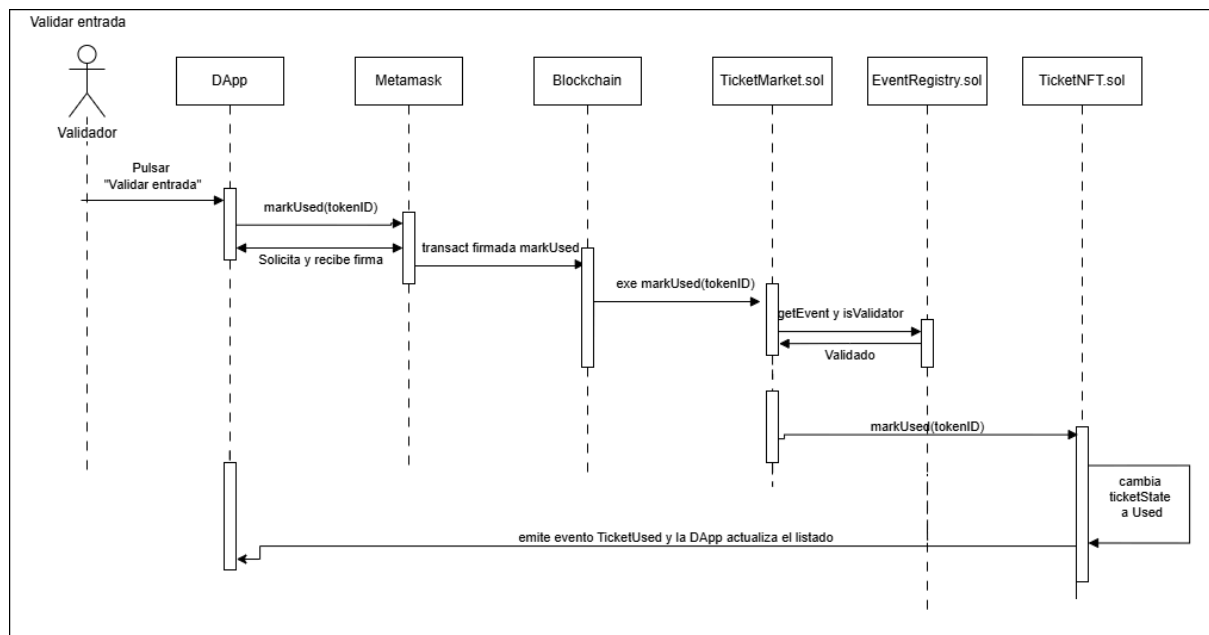 Validar entrada
DApp
Metamask
Blockchain
TicketMarket.sol
EventRegistry.sol
TicketNFT.sol
Validador
Pulsar
"Validar entrada"
markUsed(tokenID)
Solicita y recibe firma
transact firmada markUsed
exe markUsed(tokenID)
getEvent y isValidator
Validado
markUsed(tokenID)
cambia
ticketState
a Used
emite evento TicketUsed y la DApp actualiza el listado